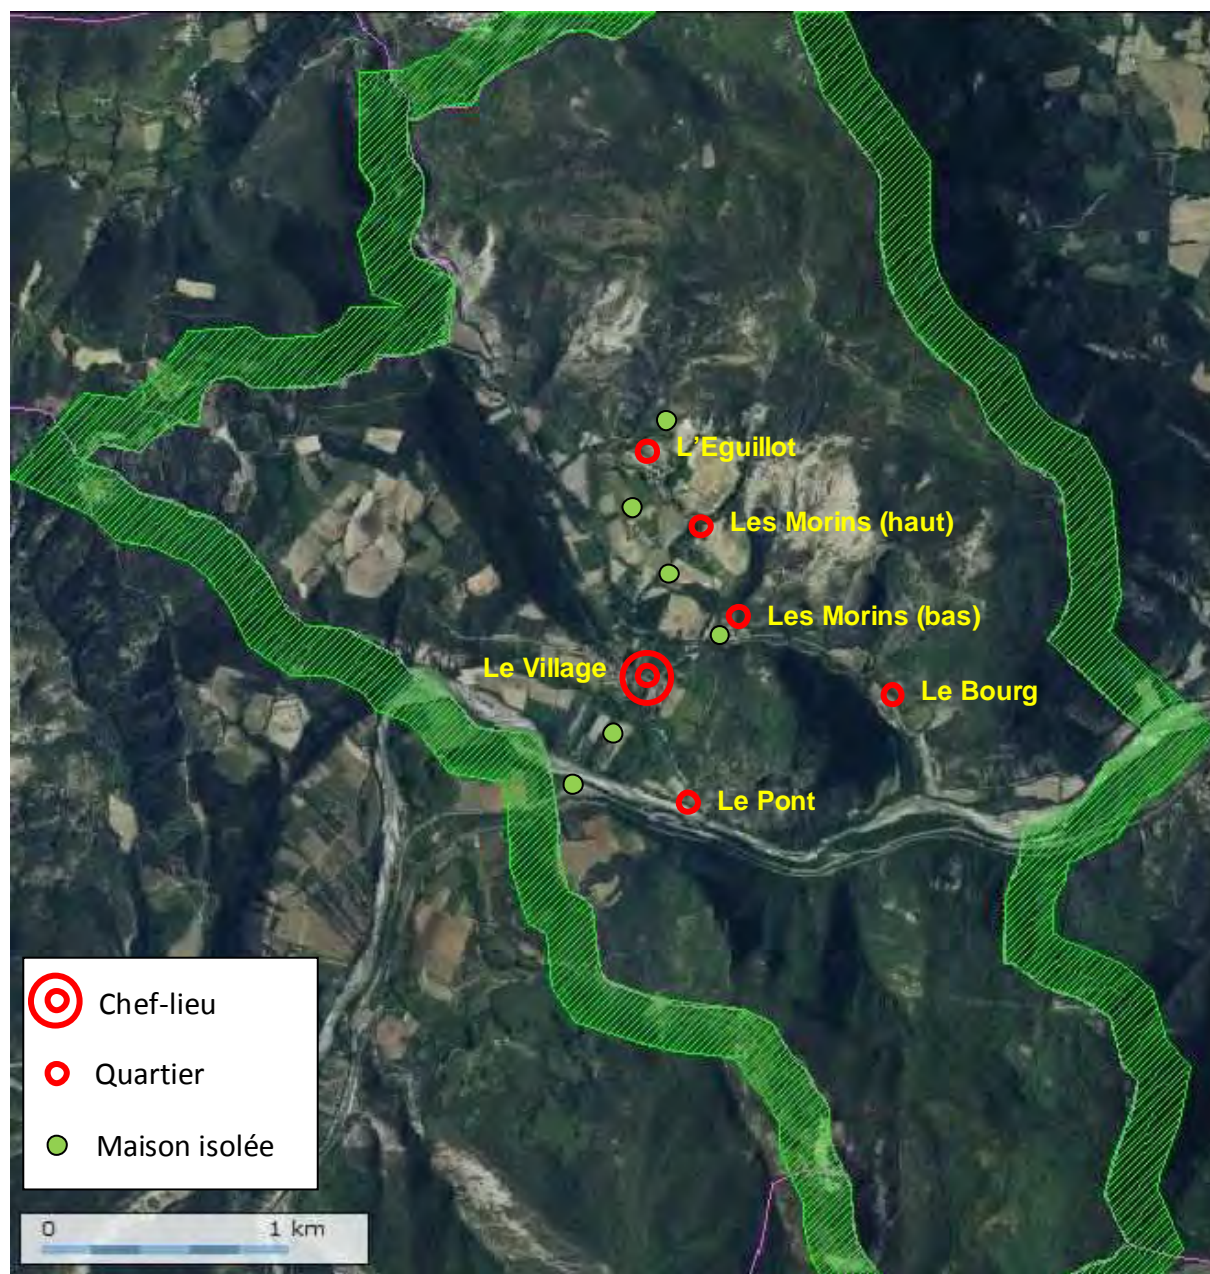 L'Eguillot
Les Morins (haut)
Les Morins (bas)
Le Village
Le Bourg
Le Pont
Chef-lieu
Quartier
Maison isolée
0 1 km